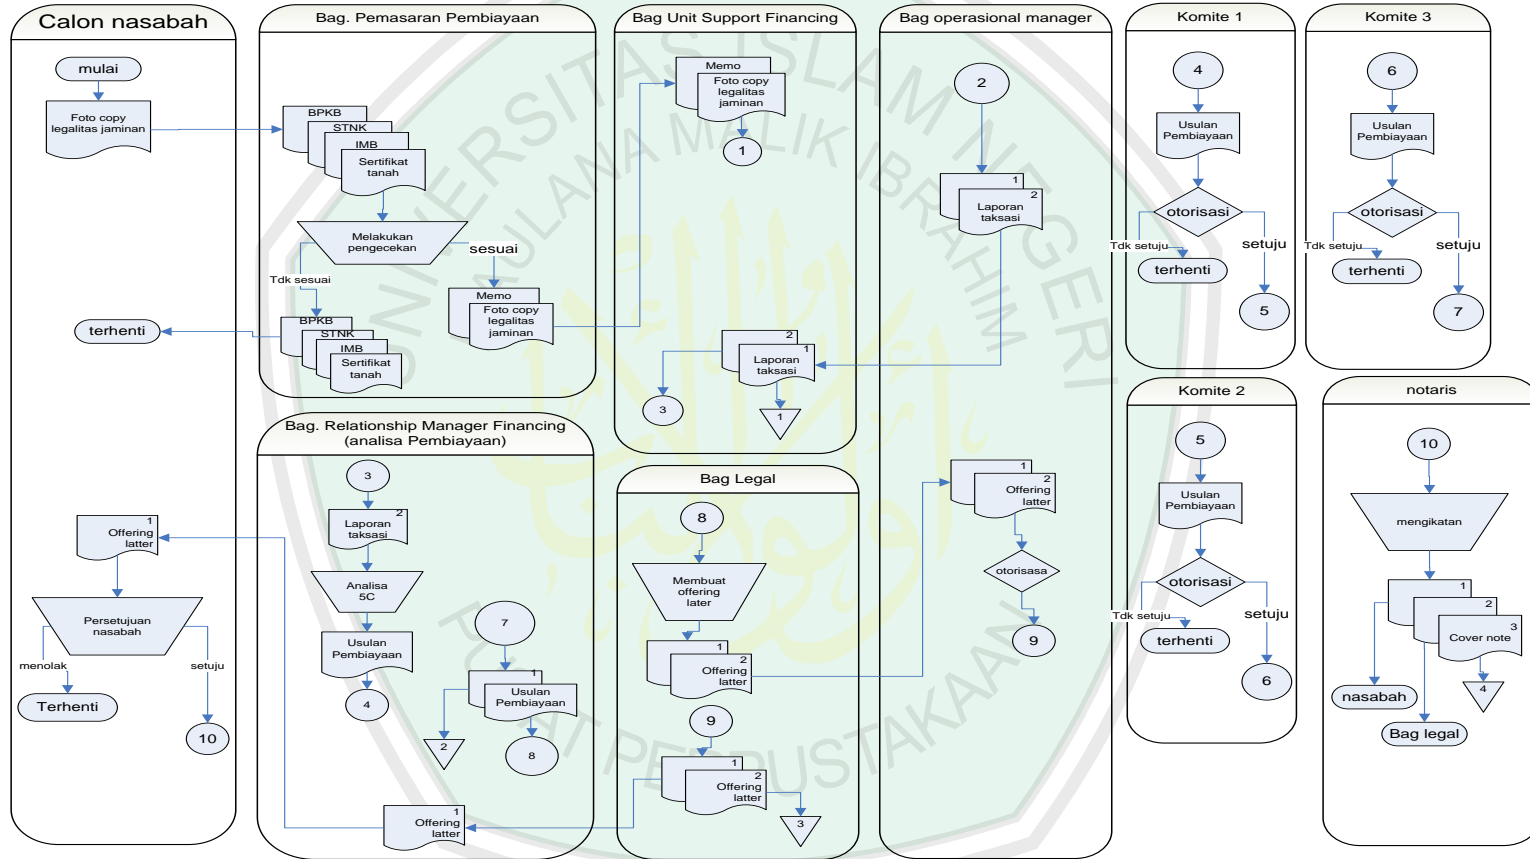 Calon nasabah
mulai
Foto copy
legalitas jaminan
terhenti
1
Offering
latter
Persetujuan
nasabah
menolak
setuju
Terhenti
10
Bag. Pemasaran Pembiayaan
BPKB
STNK
IMB
Sertifikat
tanah
Melakukan
pengecekan
sesuai
Tdk sesuai
Memo
Foto copy
legalitas
jaminan
BPKB
STNK
IMB
Sertifikat
tanah
Bag. Relationship Manager Financing
(analisa Pembiayaan)
3
2
Laporan
taksasi
Analisa
5C
Usulan
Pembiayaan
4
7
1
Usulan
Pembiayaan
2
8
1
Offering
latter
Bag Unit Support Financing
Memo
Foto copy
legalitas
jaminan
1
2
1
Laporan
taksasi
3
1
Bag Legal
8
Membuat
offering
later
1
2
Offering
latter
9
1
2
Offering
latter
3
Bag operasional manager
2
1
2
Laporan
taksasi
1
2
Offering
latter
otorisasa
9
Komite 1
4
Usulan
Pembiayaan
otorisasi
Tdk setuju
setuju
terhenti
5
Komite 3
6
Usulan
Pembiayaan
otorisasi
Tdk setuju
setuju
terhenti
7
Komite 2
5
Usulan
Pembiayaan
otorisasi
Tdk setuju
setuju
terhenti
6
notaris
10
mengikatan
1
2
3
Cover note
nasabah
4
Bag legal
UNIVERSITAS ISLAM NEGERI
MAULANA MALIK IBRAHIM
PUSAT PERPUSTAKAAN